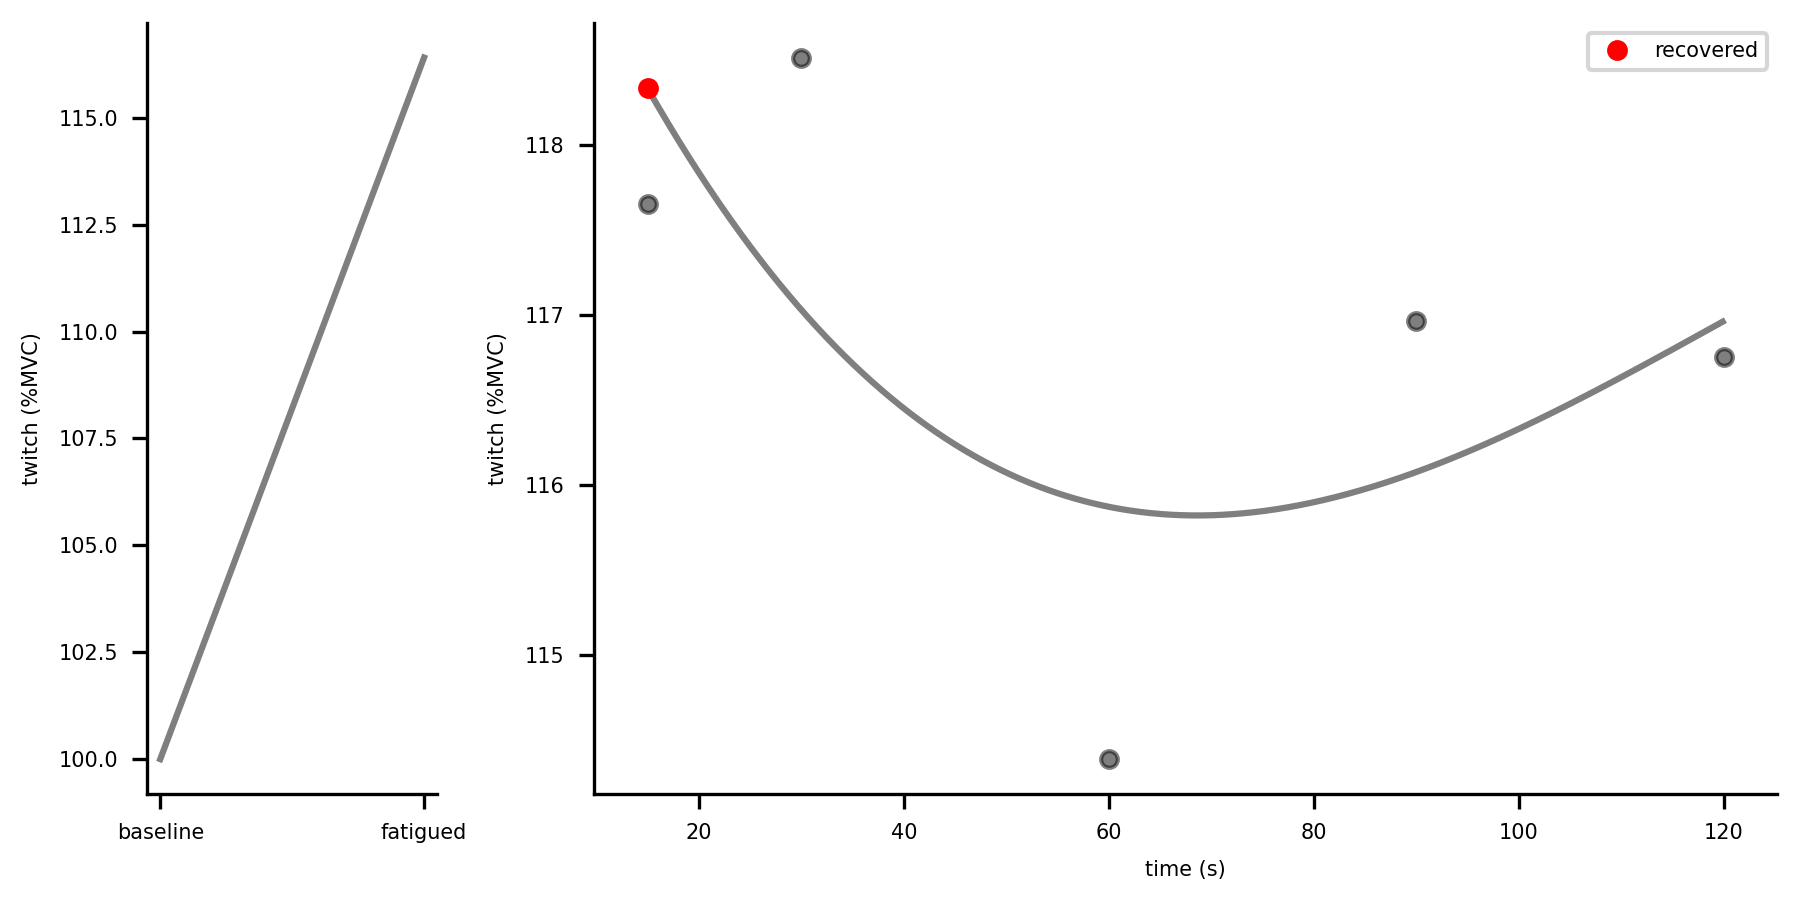 twitch (%MVC)
115.0
112.5
110.0
107.5
105.0
102.5
100.0
baseline
fatigued
twitch (%MVC)
118
117
116
115
20
40
60
80
100
120
time (s)
recovered